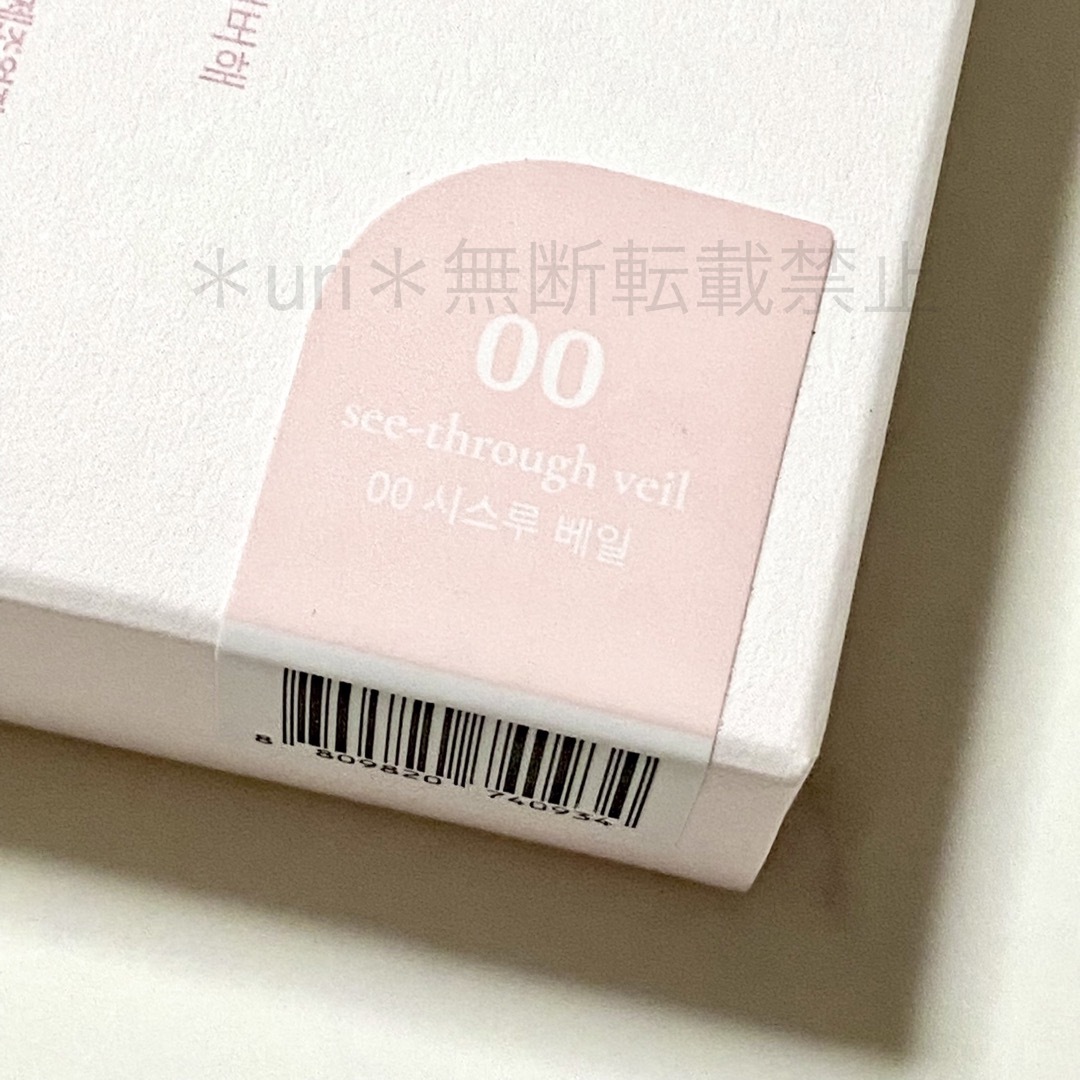 ＊uri＊無断転載禁止
00
see-through veil
00 시스루 베일
8 809820 740934